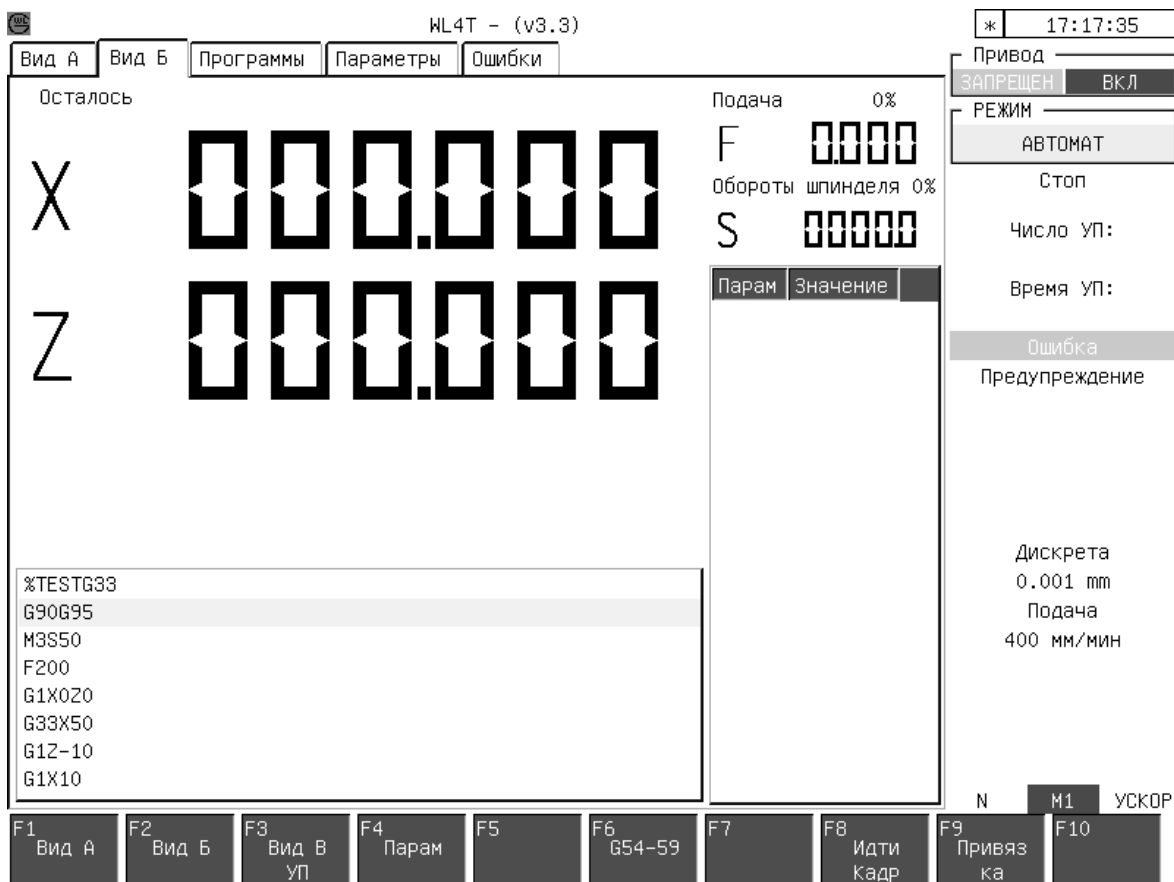 WL4T - (v3.3)
* 17:17:35
Вид А Вид Б Программы Параметры Ошибки
Осталось
X 000.000
Z 000.000
Подача 0%
F 0.000
Обороты шпинделя 0%
S 00000.
Парам Значение
%TESTG33
G90G95
M3S50
F200
G1X0Z0
G33X50
G1Z-10
G1X10
Привод
ЗАПРЕЩЕН ВКЛ
РЕЖИМ
АВТОМАТ
Стоп
Число УП:
Время УП:
Ошибка
Предупреждение
Дискрета
0.001 mm
Подача
400 мм/мин
N М1 УСКОР
F1 Вид А
F2 Вид Б
F3 Вид В
УП
F4 Парам
F5
F6 G54-59
F7
F8 Идти
Кадр
F9 Привяз
ка
F10